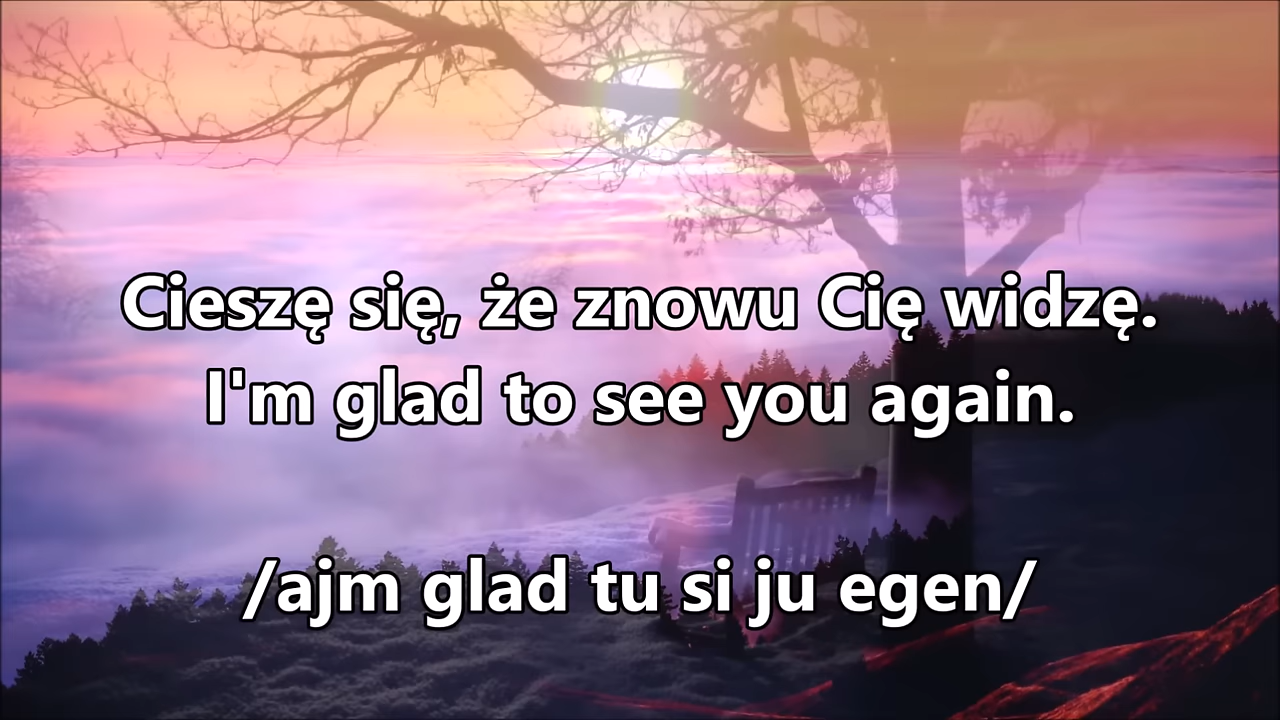 Cieszę się, że znowu Cię widzę.
I'm glad to see you again.
/ajm glad tu si ju egen/